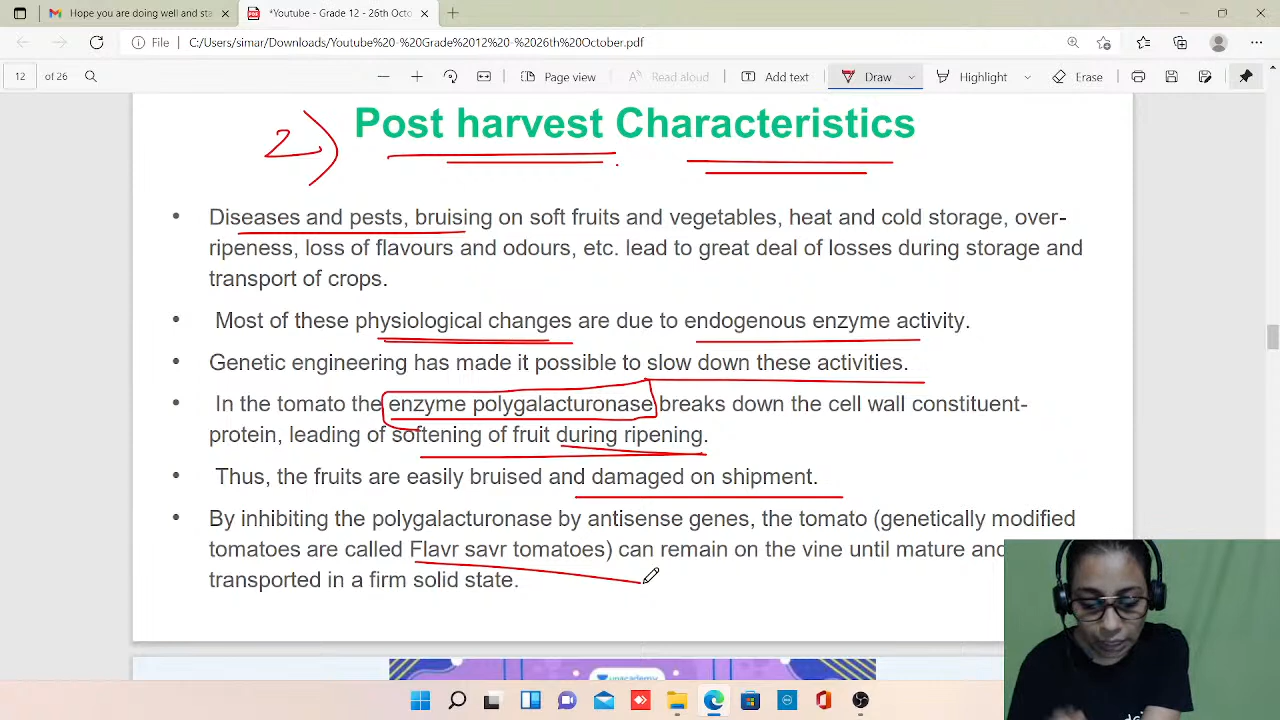 Hope you are doing well and sta
*Youtube - Grade 12 - 26th Octo
File
C:/Users/simar/Downloads/Youtube%20-%20Grade%2012%20-%2026th%20October.pdf
12 of 26
Page view
Read aloud
Add text
Draw
Highlight
Erase
2)
Post harvest Characteristics
• Diseases and pests, bruising on soft fruits and vegetables, heat and cold storage, over-
ripeness, loss of flavours and odours, etc. lead to great deal of losses during storage and
transport of crops.
• Most of these physiological changes are due to endogenous enzyme activity.
• Genetic engineering has made it possible to slow down these activities.
• In the tomato the enzyme polygalacturonase breaks down the cell wall constituent-
protein, leading of softening of fruit during ripening.
• Thus, the fruits are easily bruised and damaged on shipment.
• By inhibiting the polygalacturonase by antisense genes, the tomato (genetically modified
tomatoes are called Flavr savr tomatoes) can remain on the vine until mature and
transported in a firm solid state.
unacademy